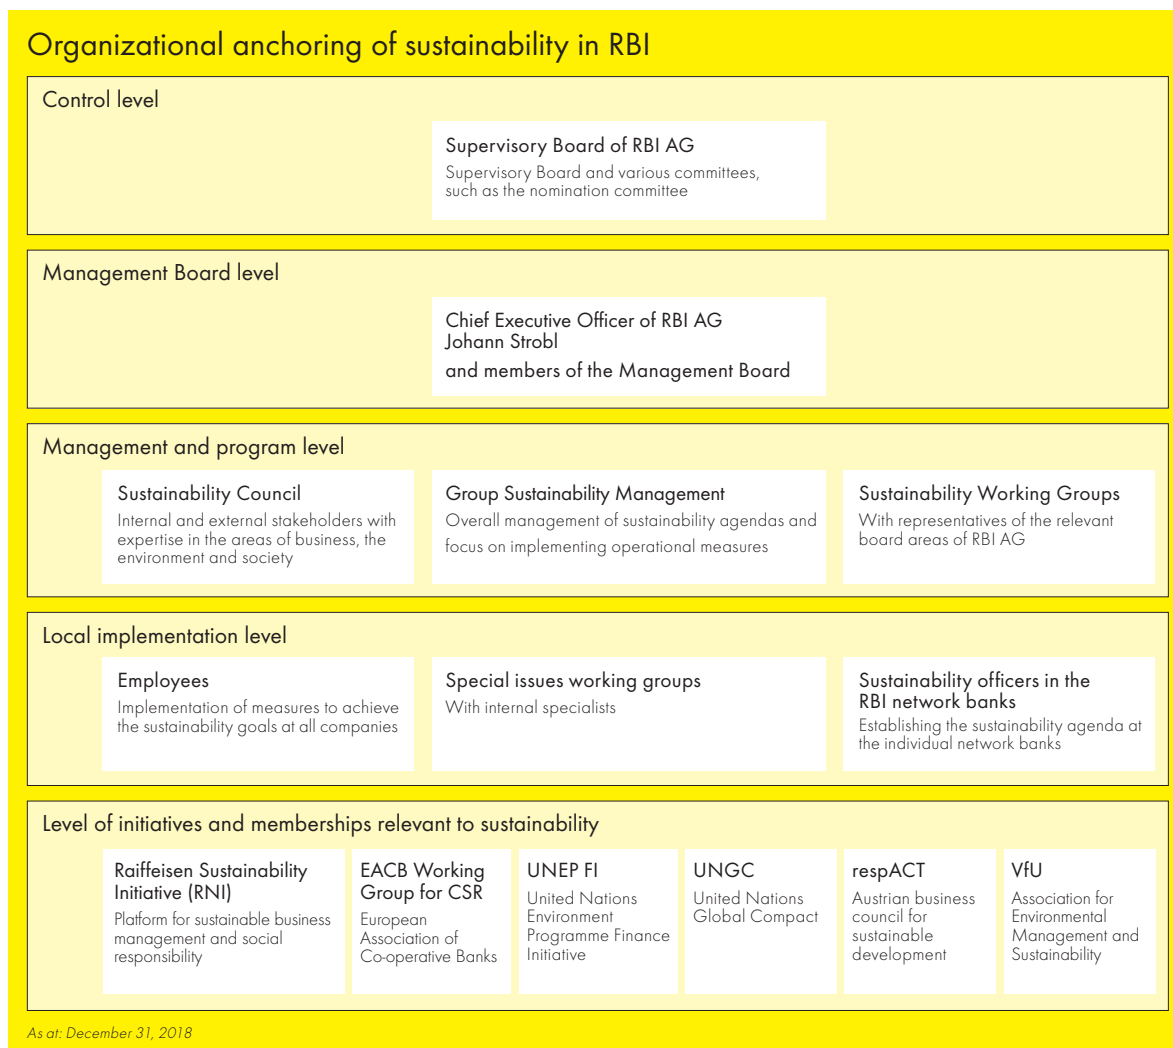 Organizational anchoring of sustainability in RBI
Control level
Supervisory Board of RBI AG
Supervisory Board and various committees,
such as the nomination committee
Management Board level
Chief Executive Officer of RBI AG
Johann Strobl
and members of the Management Board
Management and program level
Sustainability Council
Internal and external stakeholders with
expertise in the areas of business, the
environment and society
Group Sustainability Management
Overall management of sustainability agendas and
focus on implementing operational measures
Sustainability Working Groups
With representatives of the relevant
board areas of RBI AG
Local implementation level
Employees
Implementation of measures to achieve
the sustainability goals at all companies
Special issues working groups
With internal specialists
Sustainability officers in the
RBI network banks
Establishing the sustainability agenda at
the individual network banks
Level of initiatives and memberships relevant to sustainability
Raiffeisen Sustainability
Initiative (RNI)
Platform for sustainable business
management and social
responsibility
EACB Working
Group for CSR
European
Association of
Co-operative Banks
UNEP FI
United Nations
Environment
Programme Finance
Initiative
UNGC
United Nations
Global Compact
respACT
Austrian business
council for
sustainable
development
VfU
Association for
Environmental
Management and
Sustainability
As at: December 31, 2018